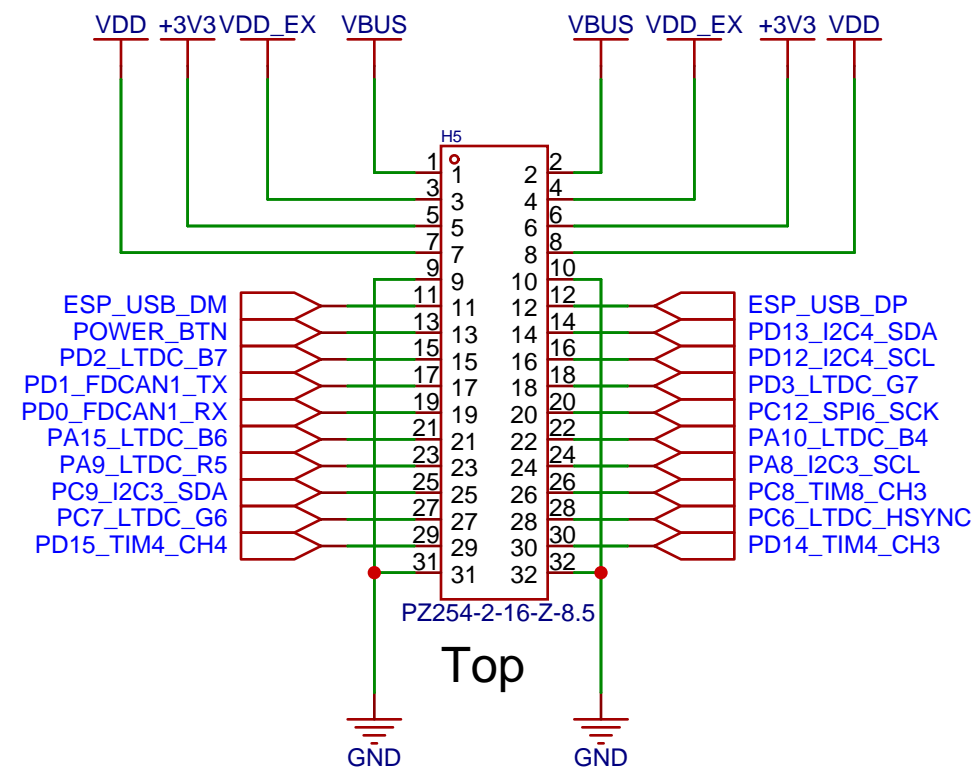 VDD +3V3 VDD_EX VBUS VBUS VDD_EX +3V3 VDD
H5
1 1 2 2
3 3 4 4
5 5 6 6
7 7 8 8
9 9 10 10
ESP_USB_DM 11 11 12 12 ESP_USB_DP
POWER_BTN 13 13 14 14 PD13_I2C4_SDA
PD2_LTDC_B7 15 15 16 16 PD12_I2C4_SCL
PD1_FDCAN1_TX 17 17 18 18 PD3_LTDC_G7
PD0_FDCAN1_RX 19 19 20 20 PC12_SPI6_SCK
PA15_LTDC_B6 21 21 22 22 PA10_LTDC_B4
PA9_LTDC_R5 23 23 24 24 PA8_I2C3_SCL
PC9_I2C3_SDA 25 25 26 26 PC8_TIM8_CH3
PC7_LTDC_G6 27 27 28 28 PC6_LTDC_HSYNC
PD15_TIM4_CH4 29 29 30 30 PD14_TIM4_CH3
31 31 32 32
PZ254-2-16-Z-8.5
Top
GND GND